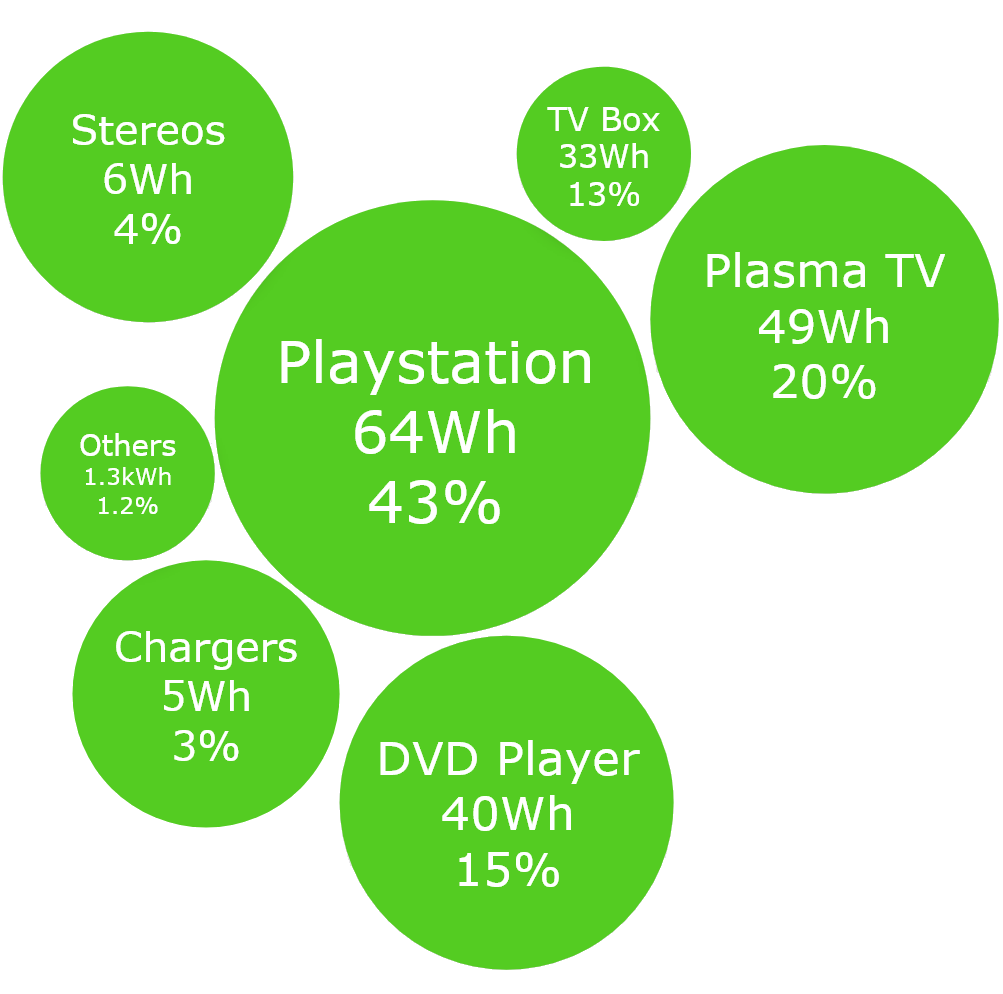 Stereos
6Wh
4%
TV Box
33Wh
13%
Plasma TV
49Wh
20%
Playstation
64Wh
43%
Others
1.3kWh
1.2%
Chargers
5Wh
3%
DVD Player
40Wh
15%